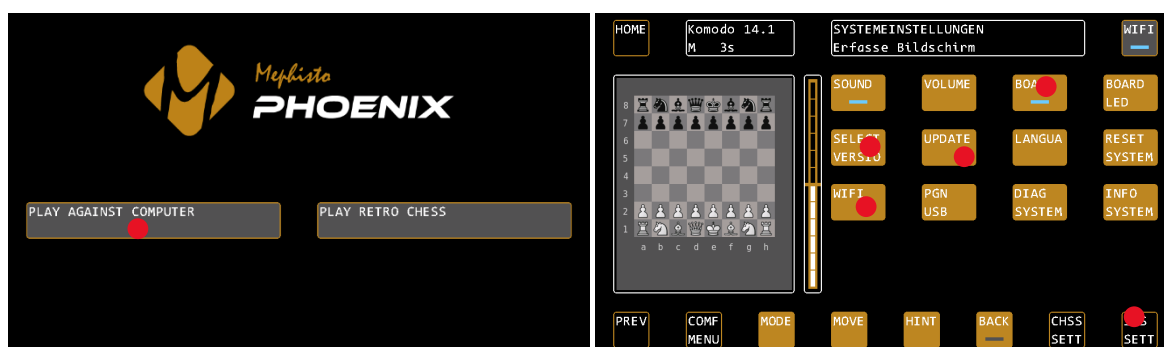 Mephisto
PHOENIX
PLAY AGAINST COMPUTER
PLAY RETRO CHESS
HOME
Komodo 14.1
M 3s
SYSTEMEINSTELLUNGEN
Erfasse Bildschirm
WIFI
SOUND
VOLUME
BOARD
LED
UPDATE
LANGUA
RESET
SYSTEM
WIFI
PGN
USB
DIAG
SYSTEM
INFO
SYSTEM
8
7
6
5
4
3
2
1
a b c d e f g h
PREV
COMF
MENU
MODE
MOVE
HINT
BACK
CHSS
SETT
SETT